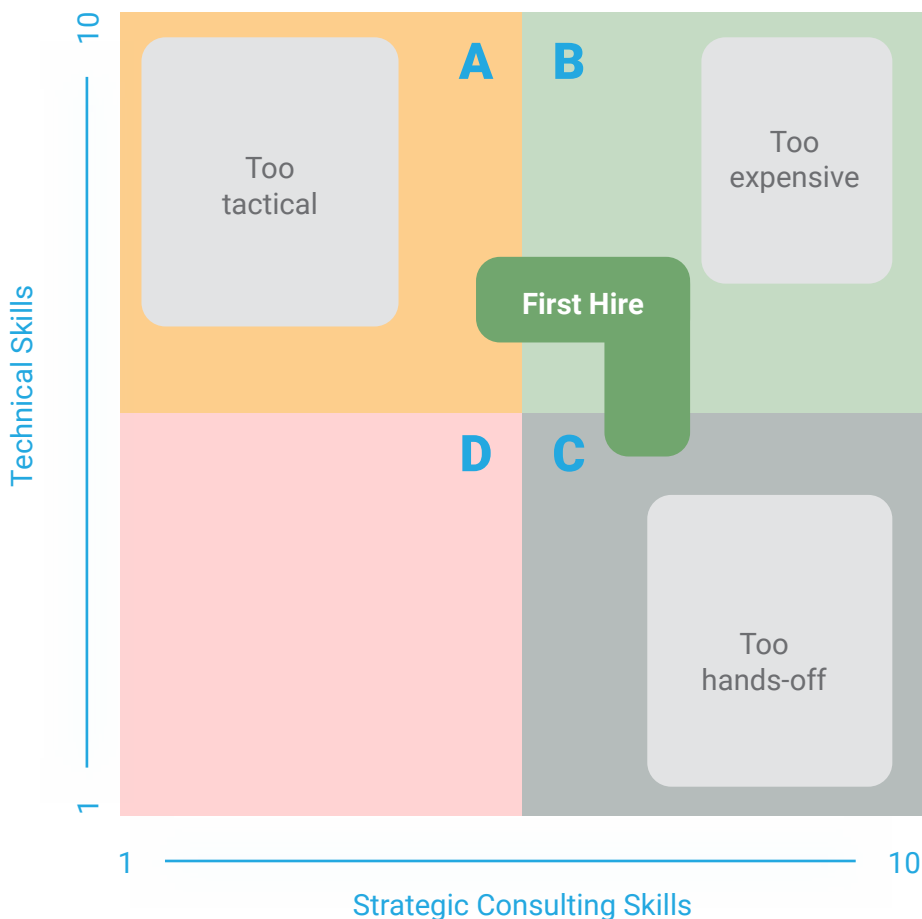 10
A
B
Too
tactical
Too
expensive
First Hire
Technical Skills
D
C
Too
hands-off
1
1
10
Strategic Consulting Skills